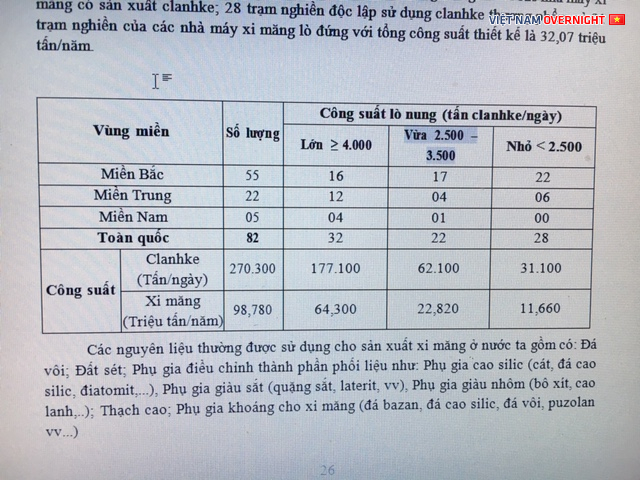 măng có sản xuất clanhke; 28 trạm nghiền độc lập sử dụng clanhke
VIETNAM OVERNIGHT
trạm nghiền của các nhà máy xi măng lò đứng với tổng công suất thiết kế là 32,07 triệu
tấn/năm.
Vùng miền Số lượng Công suất lò nung (tấn clanhke/ngày)
Lớn ≥ 4.000 Vừa 2.500 – Nhỏ < 2.500
3.500
Miền Bắc 55 16 17 22
Miền Trung 22 12 04 06
Miền Nam 05 04 01 00
Toàn quốc 82 32 22 28
Công suất Clanhke 270.300 177.100 62.100 31.100
(Tấn/ngày)
Xi măng 98,780 64,300 22,820 11,660
(Triệu tấn/năm)
Các nguyên liệu thường được sử dụng cho sản xuất xi măng ở nước ta gồm có: Đá
vôi; Đất sét; Phụ gia điều chỉnh thành phần phối liệu như: Phụ gia cao silic (cát, đá cao
silic, điatomit,...), Phụ gia giàu sắt (quặng sắt, laterit, vv), Phụ gia giàu nhôm (bô xít, cao
lanh,..); Thạch cao; Phụ gia khoáng cho xi măng (đá bazan, đá cao silic, đá vôi, puzolan
vv...)
26